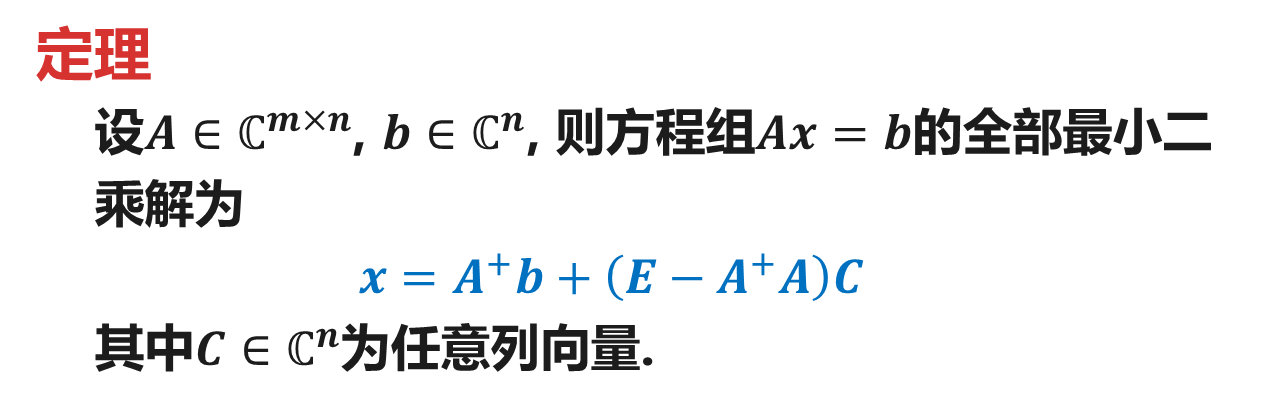 定理
设A ∈ ℂ^{m×n}, b ∈ ℂ^n, 则方程组Ax = b的全部最小二
乘解为
x = A^+b + (E − A^+A)C
其中C ∈ ℂ^n为任意列向量.